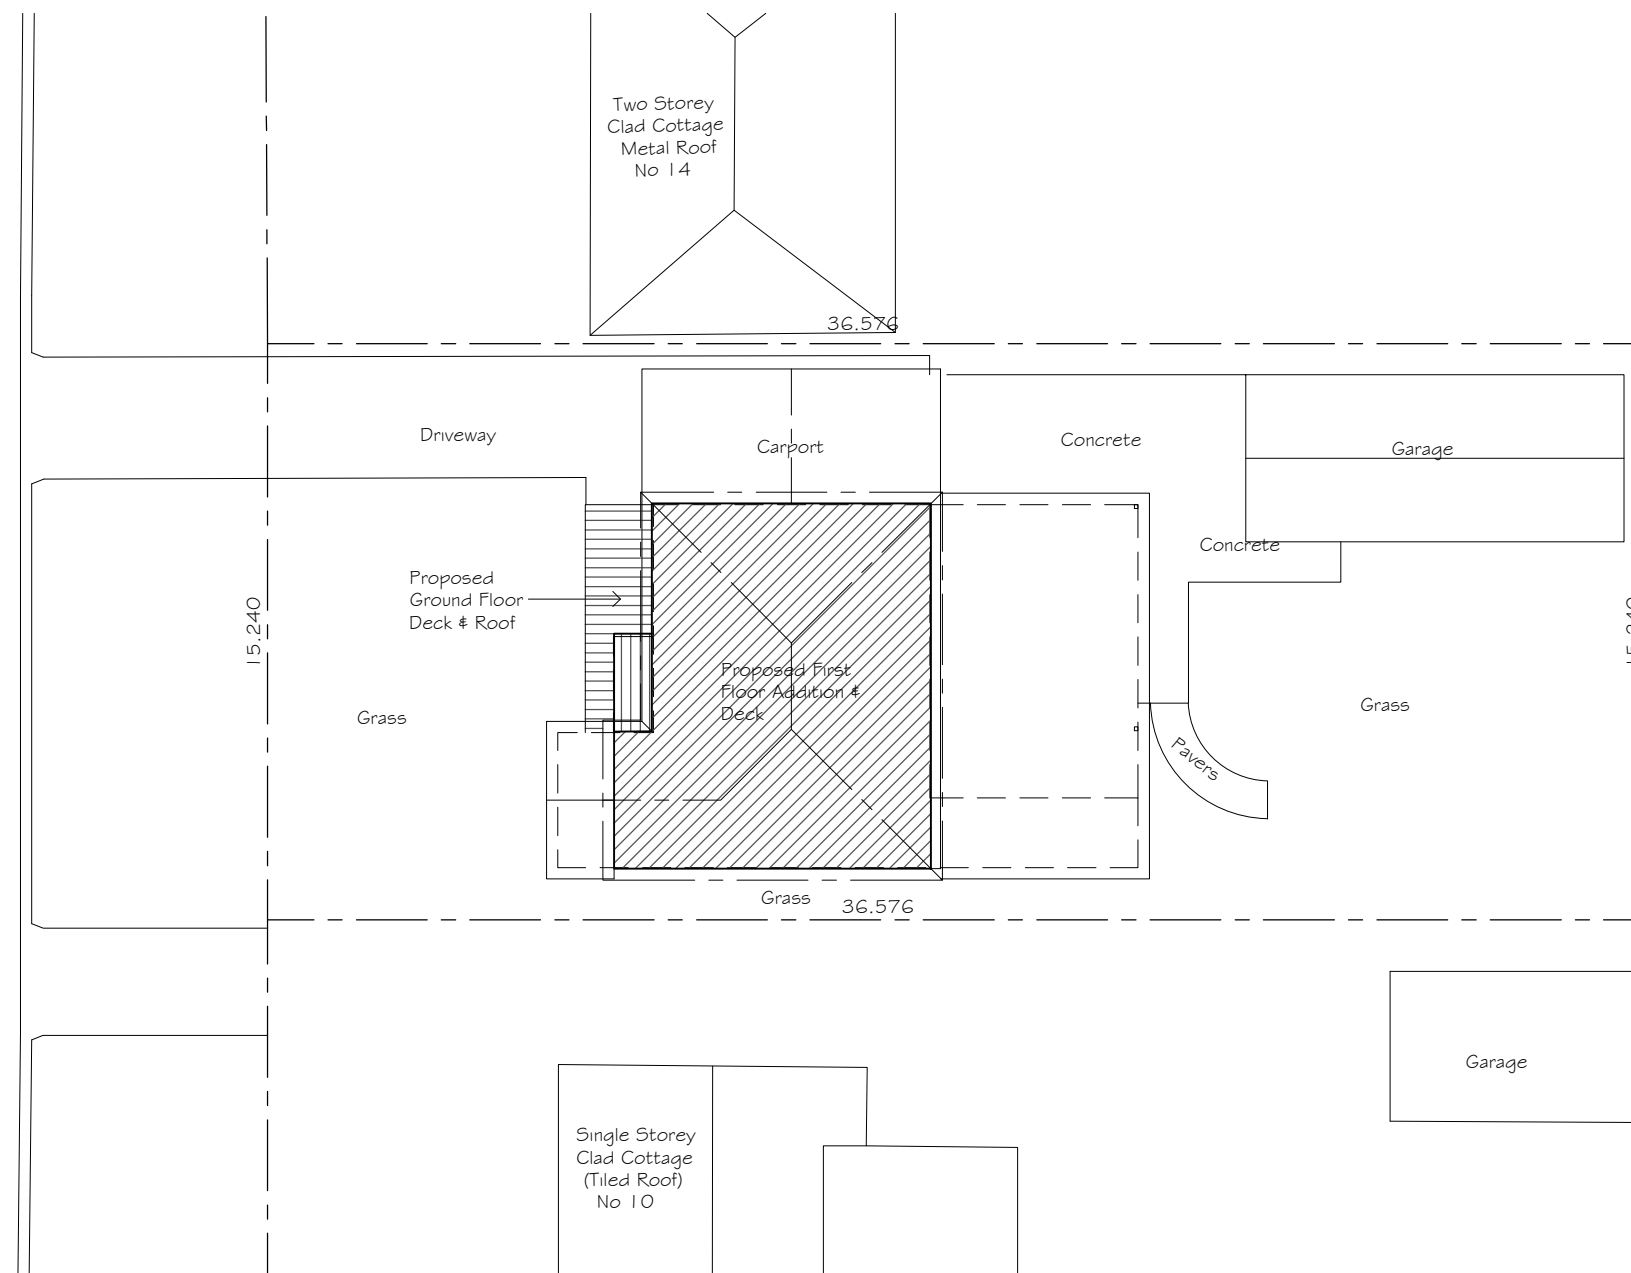 Two Storey
Clad Cottage
Metal Roof
No 14
36.576
Driveway
Carport
Concrete
Garage
Concrete
Proposed
Ground Floor
Deck & Roof
15.240
15.240
Proposed First
Floor Addition &
Deck
Grass
Grass
Pavers
Grass
36.576
Garage
Single Storey
Clad Cottage
(Tiled Roof)
No 10